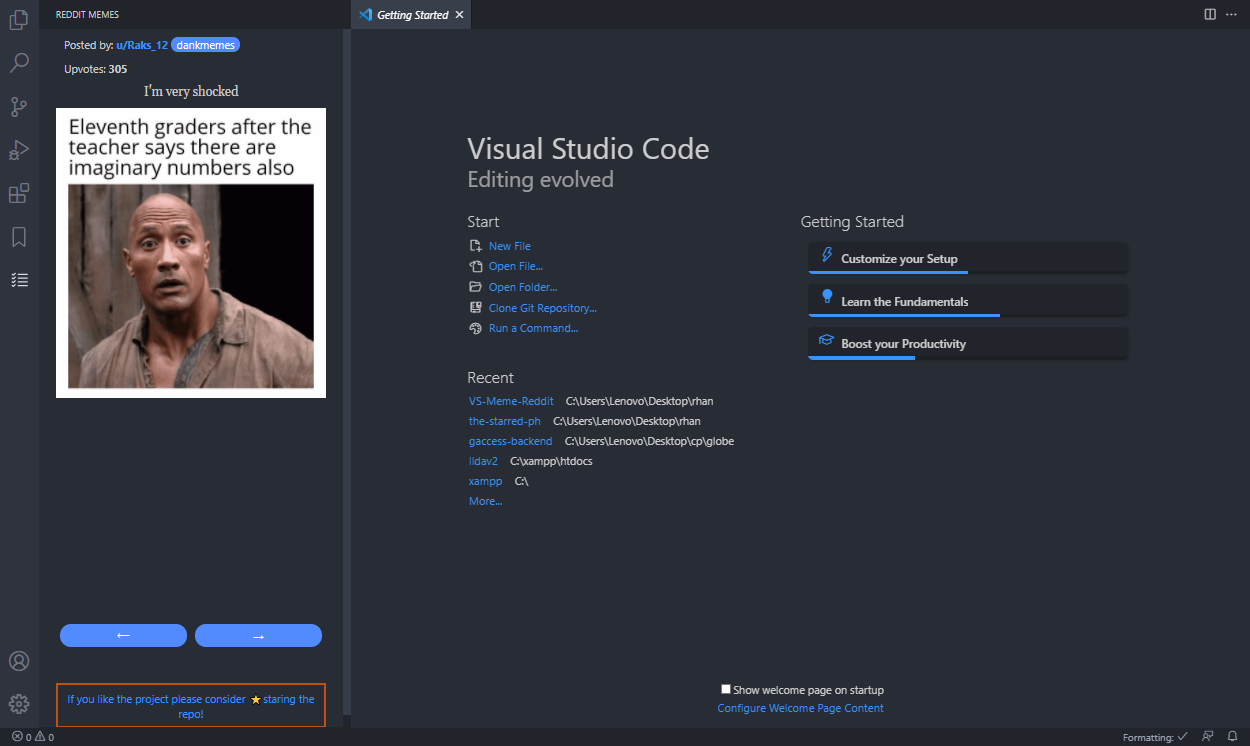 REDDIT MEMES
Posted by: u/Raks_12 dankmemes
Upvotes: 305
I'm very shocked
Eleventh graders after the
teacher says there are
imaginary numbers also
←
→
If you like the project please consider ⭐staring the
repo!
Getting Started
Visual Studio Code
Editing evolved
Start
New File
Open File...
Open Folder...
Clone Git Repository...
Run a Command...
Recent
VS-Meme-Reddit C:\Users\Lenovo\Desktop\rhan
the-starred-ph C:\Users\Lenovo\Desktop\rhan
gaccess-backend C:\Users\Lenovo\Desktop\cp\globe
lldav2 C:\xampp\htdocs
xampp C:\
More...
Getting Started
Customize your Setup
Learn the Fundamentals
Boost your Productivity
Show welcome page on startup
Configure Welcome Page Content
0 0
Formatting: ✓